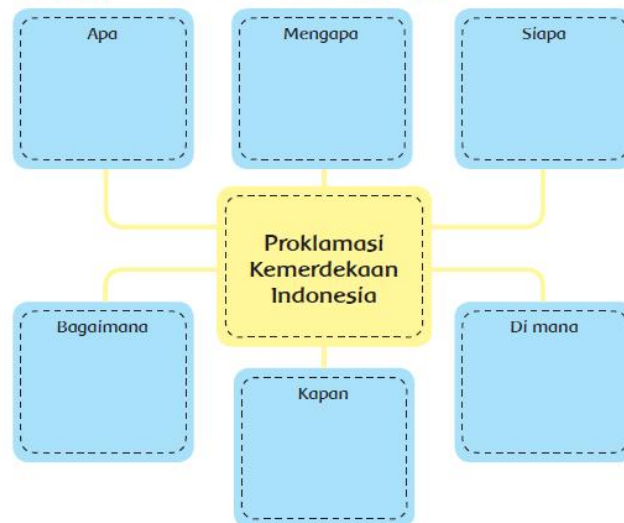 Apa
Mengapa
Siapa
Proklamasi
Kemerdekaan
Indonesia
Bagaimana
Kapan
Di mana